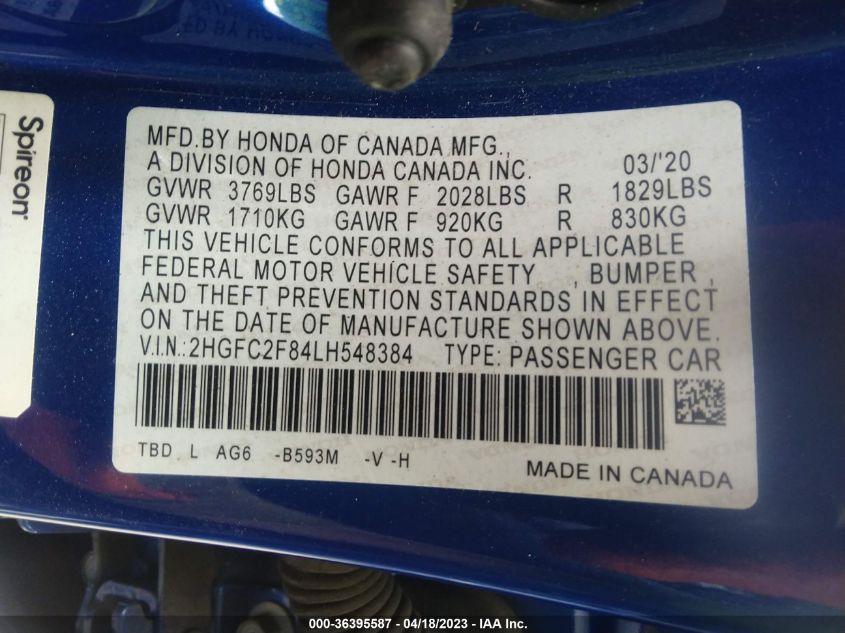 Spireon
MFD.BY HONDA OF CANADA MFG.,
A DIVISION OF HONDA CANADA INC. 03/'20
GVWR 3769LBS GAWR F 2028LBS R 1829LBS
GVWR 1710KG GAWR F 920KG R 830KG
THIS VEHICLE CONFORMS TO ALL APPLICABLE
FEDERAL MOTOR VEHICLE SAFETY , BUMPER ,
AND THEFT PREVENTION STANDARDS IN EFFECT
ON THE DATE OF MANUFACTURE SHOWN ABOVE.
V.I.N.:2HGFC2F84LH548384 TYPE: PASSENGER CAR
TBD L AG6 -B593M -V -H
MADE IN CANADA
000-36395587 - 04/18/2023 - IAA Inc.